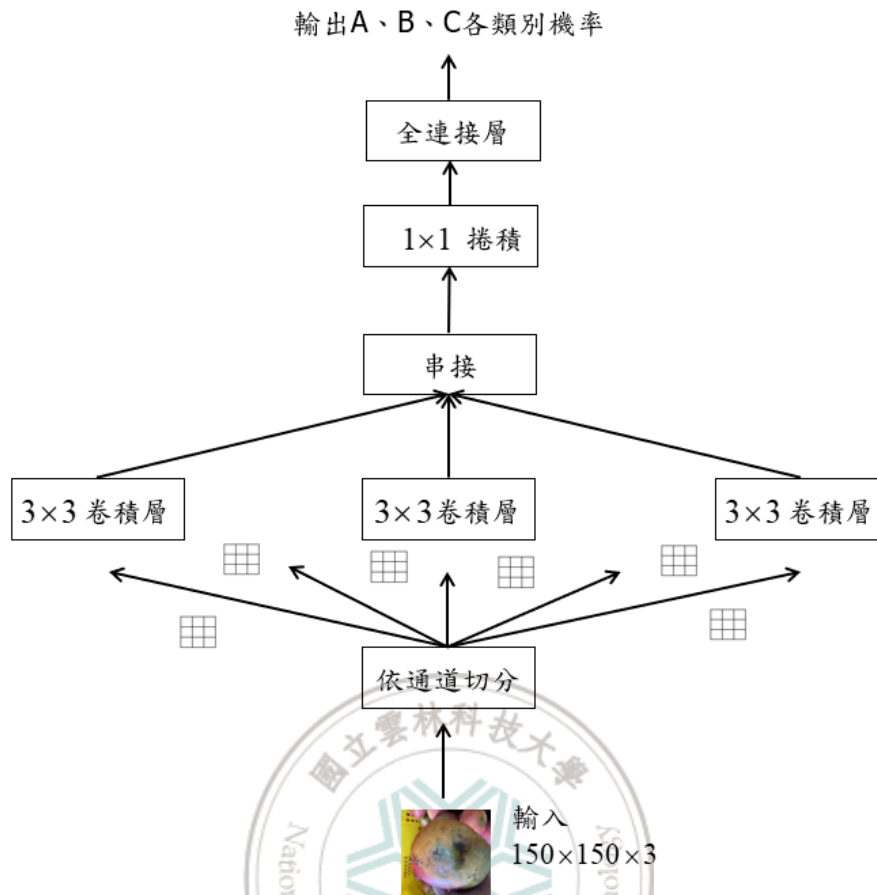 輸出A、B、C各類別機率
全連接層
1×1 捲積
串接
3×3 卷積層
3×3卷積層
3×3 卷積層
依通道切分
國立雲林科技大學
Nation
輸入
150×150×3